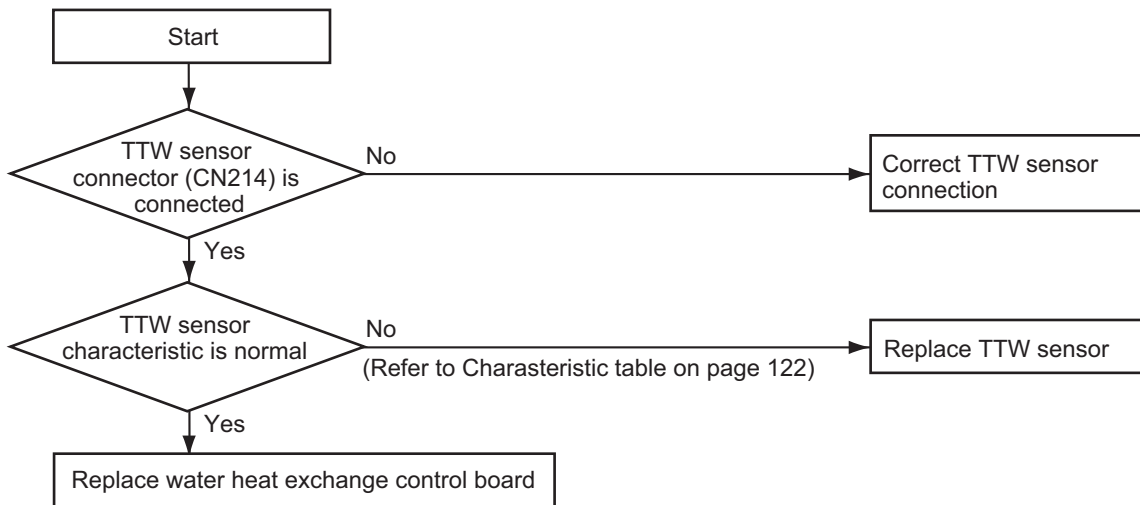 Start
TTW sensor
connector (CN214) is
connected
No
Correct TTW sensor
connection
Yes
TTW sensor
characteristic is normal
No
(Refer to Charasteristic table on page 122)
Replace TTW sensor
Yes
Replace water heat exchange control board